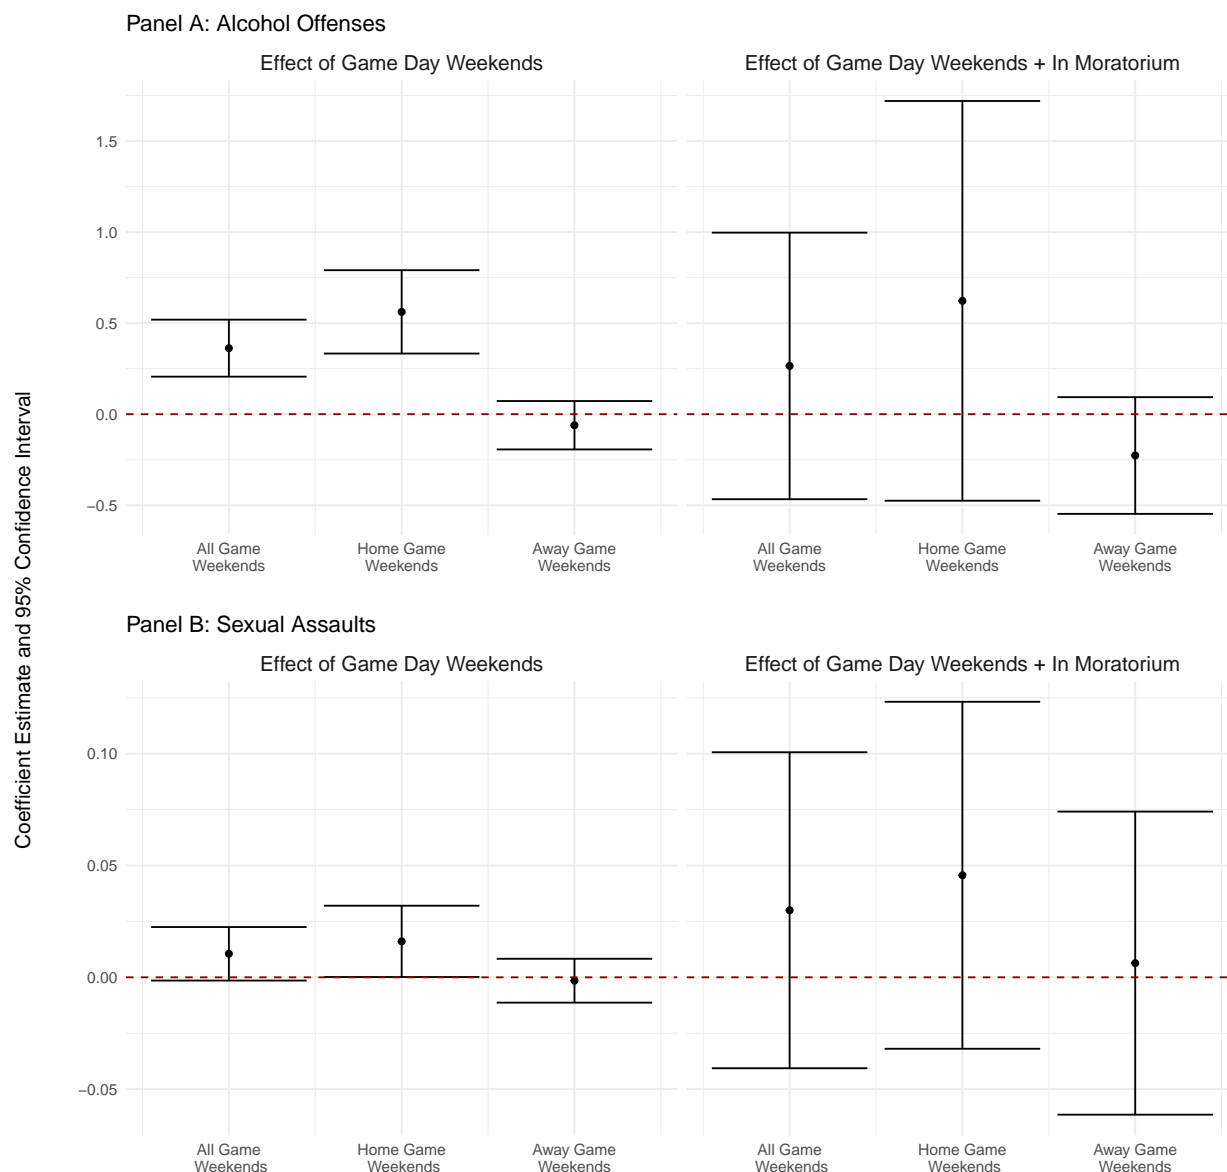 Panel A: Alcohol Offenses
Effect of Game Day Weekends
Effect of Game Day Weekends + In Moratorium
1.5
1.0
0.5
0.0
−0.5
All Game
Weekends
Home Game
Weekends
Away Game
Weekends
All Game
Weekends
Home Game
Weekends
Away Game
Weekends
Coefficient Estimate and 95% Confidence Interval
Panel B: Sexual Assaults
Effect of Game Day Weekends
Effect of Game Day Weekends + In Moratorium
0.10
0.05
0.00
−0.05
All Game
Weekends
Home Game
Weekends
Away Game
Weekends
All Game
Weekends
Home Game
Weekends
Away Game
Weekends